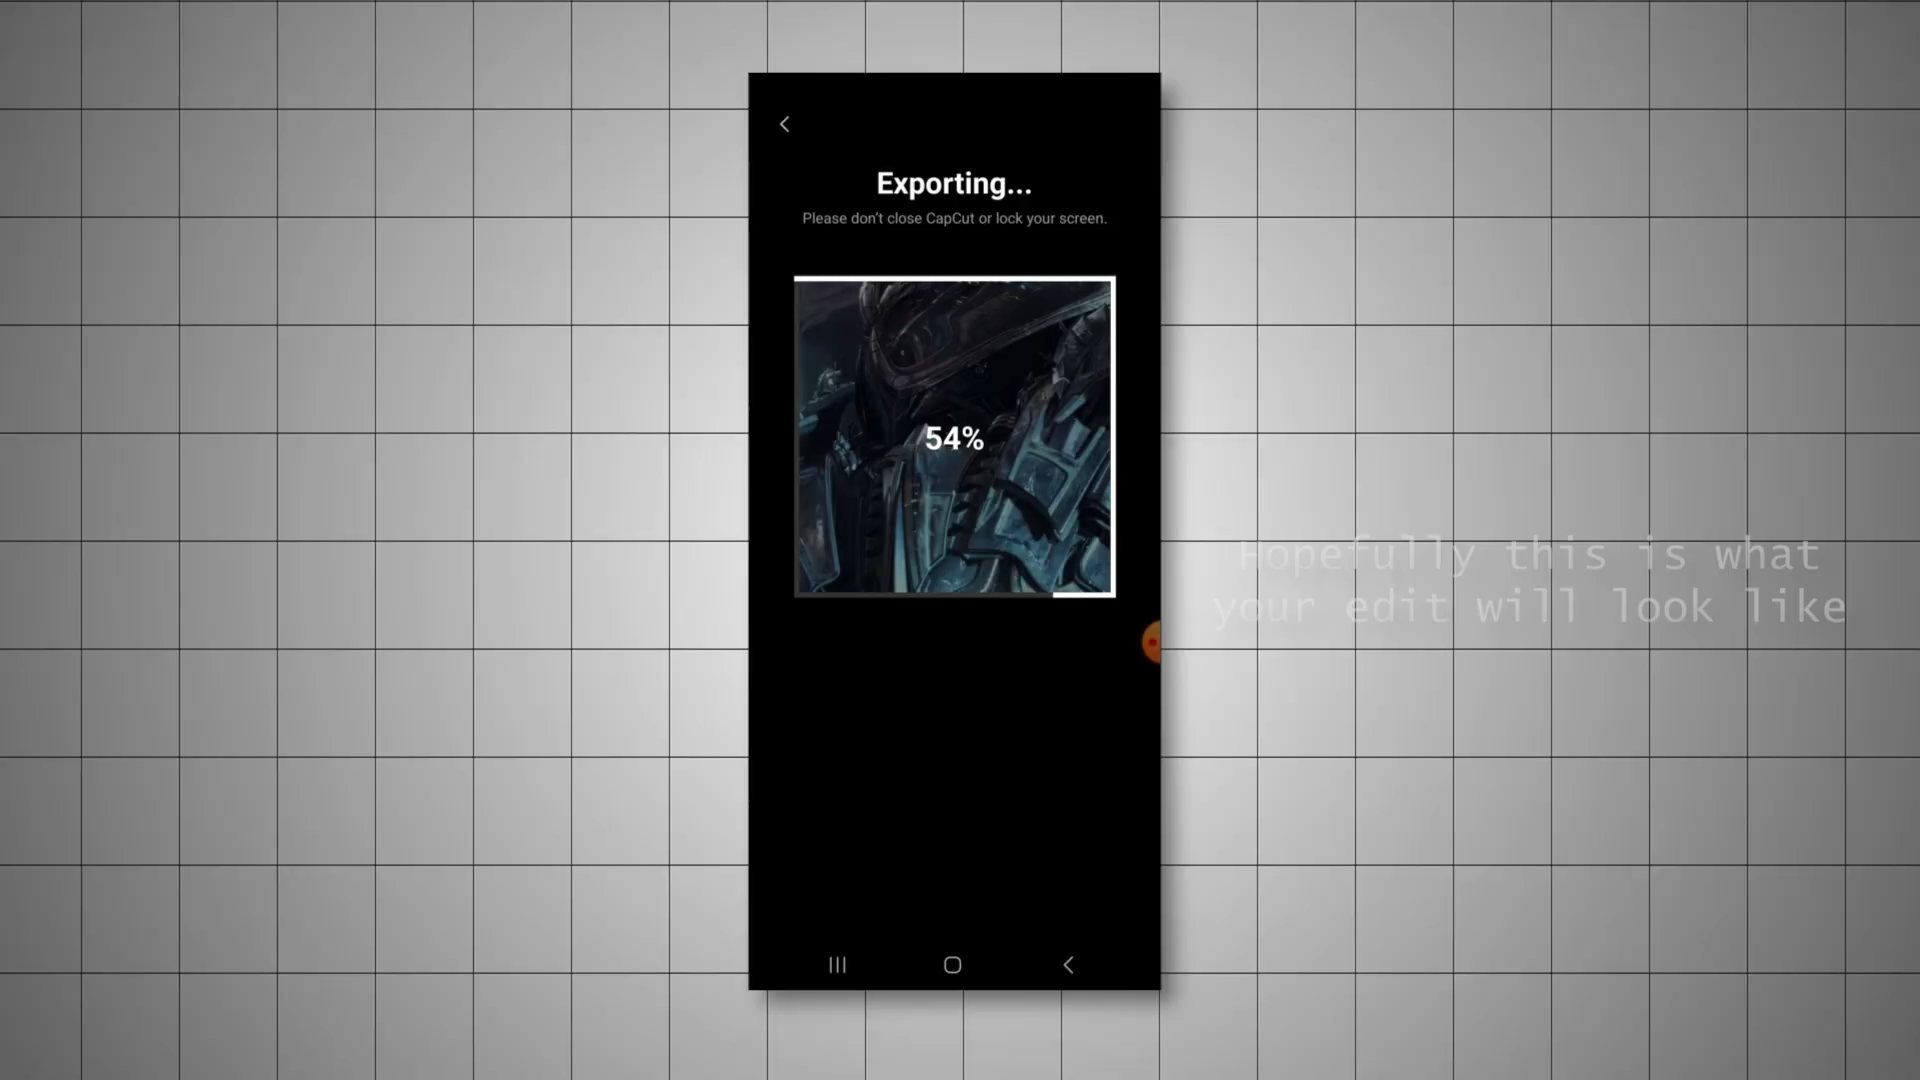 Exporting...
Please don't close CapCut or lock your screen.
54%
Hopefully this is what
your edit will look like